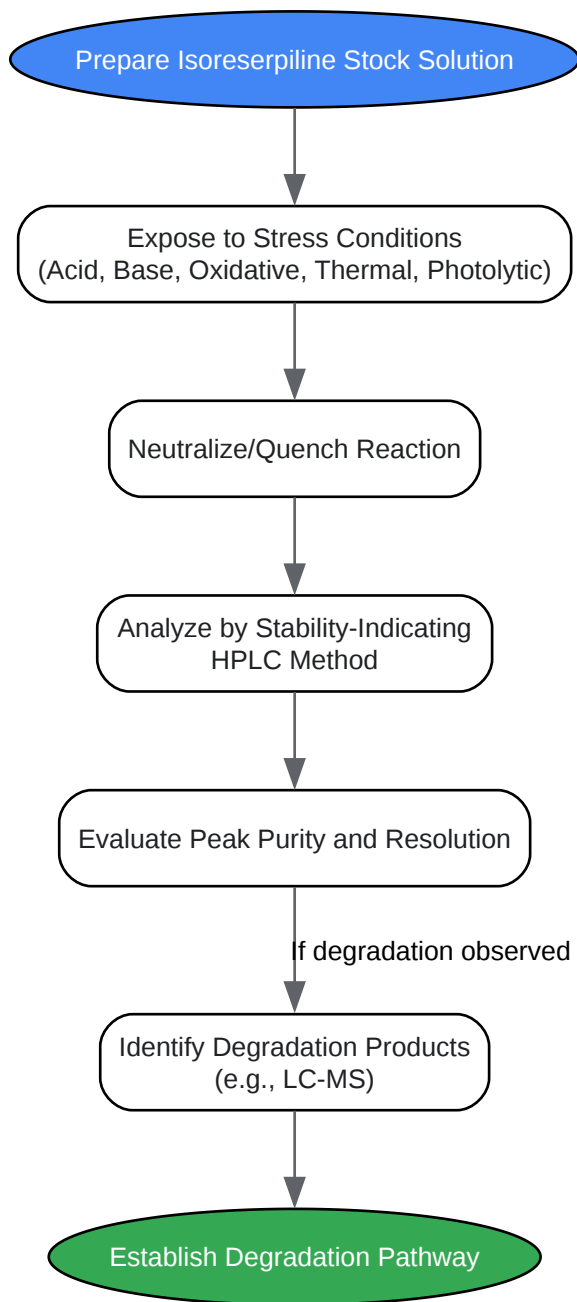 Prepare Isoreserpiline Stock Solution
Expose to Stress Conditions
(Acid, Base, Oxidative, Thermal, Photolytic)
Neutralize/Quench Reaction
Analyze by Stability-Indicating
HPLC Method
Evaluate Peak Purity and Resolution
If degradation observed
Identify Degradation Products
(e.g., LC-MS)
Establish Degradation Pathway